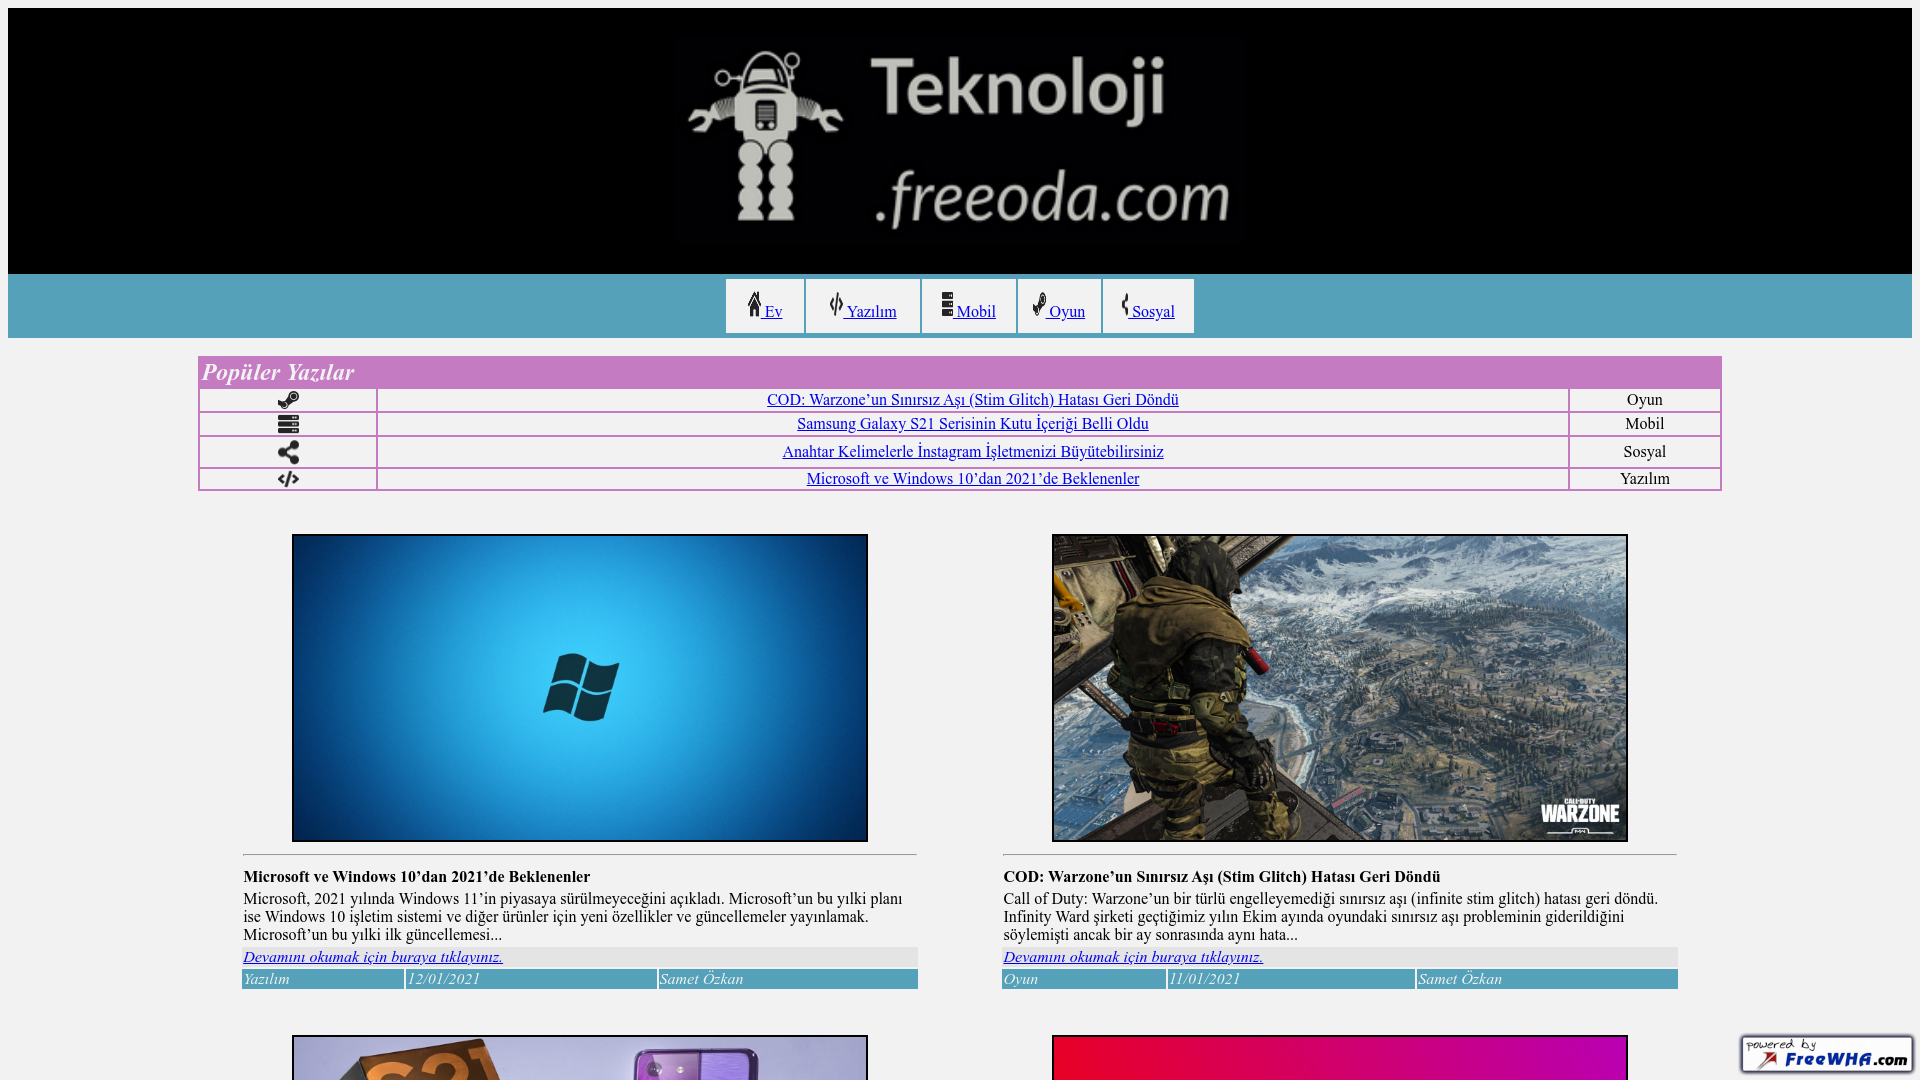 Teknoloji
.freeoda.com
Ev
Yazılım
Mobil
Oyun
Sosyal
Popüler Yazılar
COD: Warzone’un Sınırsız Aşı (Stim Glitch) Hatası Geri Döndü
Oyun
Samsung Galaxy S21 Serisinin Kutu İçeriği Belli Oldu
Mobil
Anahtar Kelimelerle İnstagram İşletmenizi Büyütebilirsiniz
Sosyal
Microsoft ve Windows 10’dan 2021’de Beklenenler
Yazılım
CALL OF DUTY
WARZONE
Microsoft ve Windows 10’dan 2021’de Beklenenler
Microsoft, 2021 yılında Windows 11’in piyasaya sürülmeyeceğini açıkladı. Microsoft’un bu yılki planı
ise Windows 10 işletim sistemi ve diğer ürünler için yeni özellikler ve güncellemeler yayınlamak.
Microsoft’un bu yılki ilk güncellemesi...
Devamını okumak için buraya tıklayınız.
Yazılım
12/01/2021
Samet Özkan
COD: Warzone’un Sınırsız Aşı (Stim Glitch) Hatası Geri Döndü
Call of Duty: Warzone’un bir türlü engelleyemediği sınırsız aşı (infinite stim glitch) hatası geri döndü.
Infinity Ward şirketi geçtiğimiz yılın Ekim ayında oyundaki sınırsız aşı probleminin giderildiğini
söylemişti ancak bir ay sonrasında aynı hata...
Devamını okumak için buraya tıklayınız.
Oyun
11/01/2021
Samet Özkan
S21
powered by
FreeWHA.com